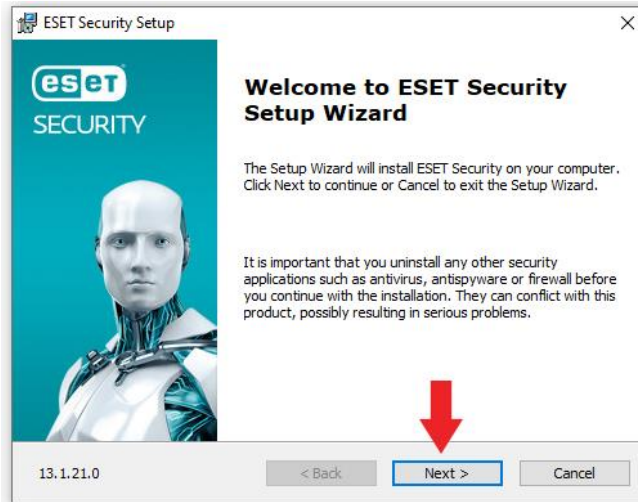 ESET Security Setup
eseT
SECURITY
Welcome to ESET Security
Setup Wizard
The Setup Wizard will install ESET Security on your computer.
Click Next to continue or Cancel to exit the Setup Wizard.
It is important that you uninstall any other security
applications such as antivirus, antispyware or firewall before
you continue with the installation. They can conflict with this
product, possibly resulting in serious problems.
13.1.21.0
< Back
Next >
Cancel